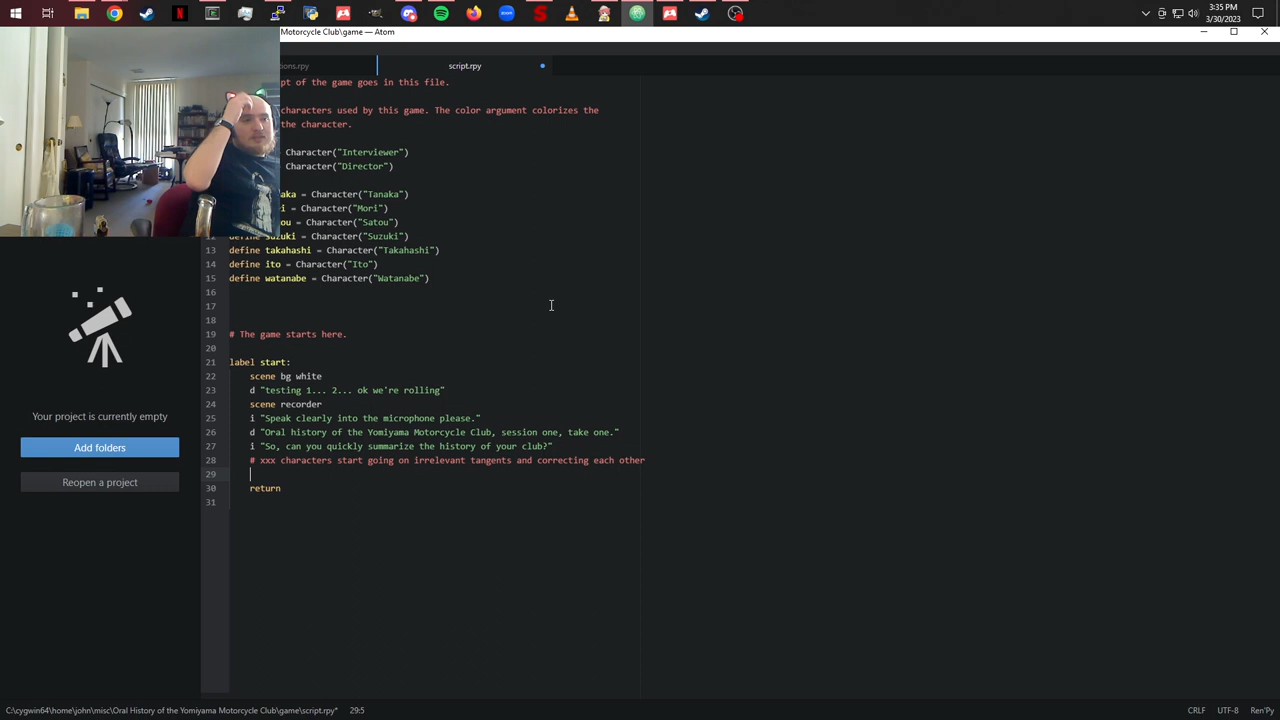 3:35 PM
3/30/2023
Motorcycle Club\game — Atom
ions.rpy
script.rpy
pt of the game goes in this file.
characters used by this game. The color argument colorizes the
the character.
Character("Interviewer")
Character("Director")
aka = Character("Tanaka")
i = Character("Mori")
ou = Character("Satou")
12 define suzuki = Character("Suzuki")
13 define takahashi = Character("Takahashi")
14 define ito = Character("Ito")
15 define watanabe = Character("Watanabe")
16
17
18
19 # The game starts here.
20
21 label start:
22 scene bg white
23 d "testing 1... 2... ok we're rolling"
24 scene recorder
25 i "Speak clearly into the microphone please."
26 d "Oral history of the Yomiyama Motorcycle Club, session one, take one."
27 i "So, can you quickly summarize the history of your club?"
28 # xxx characters start going on irrelevant tangents and correcting each other
29
30 return
31
Your project is currently empty
Add folders
Reopen a project
C:\cygwin64\home\john\misc\Oral History of the Yomiyama Motorcycle Club\game\script.rpy* 29:5 CRLF UTF-8 Ren'Py